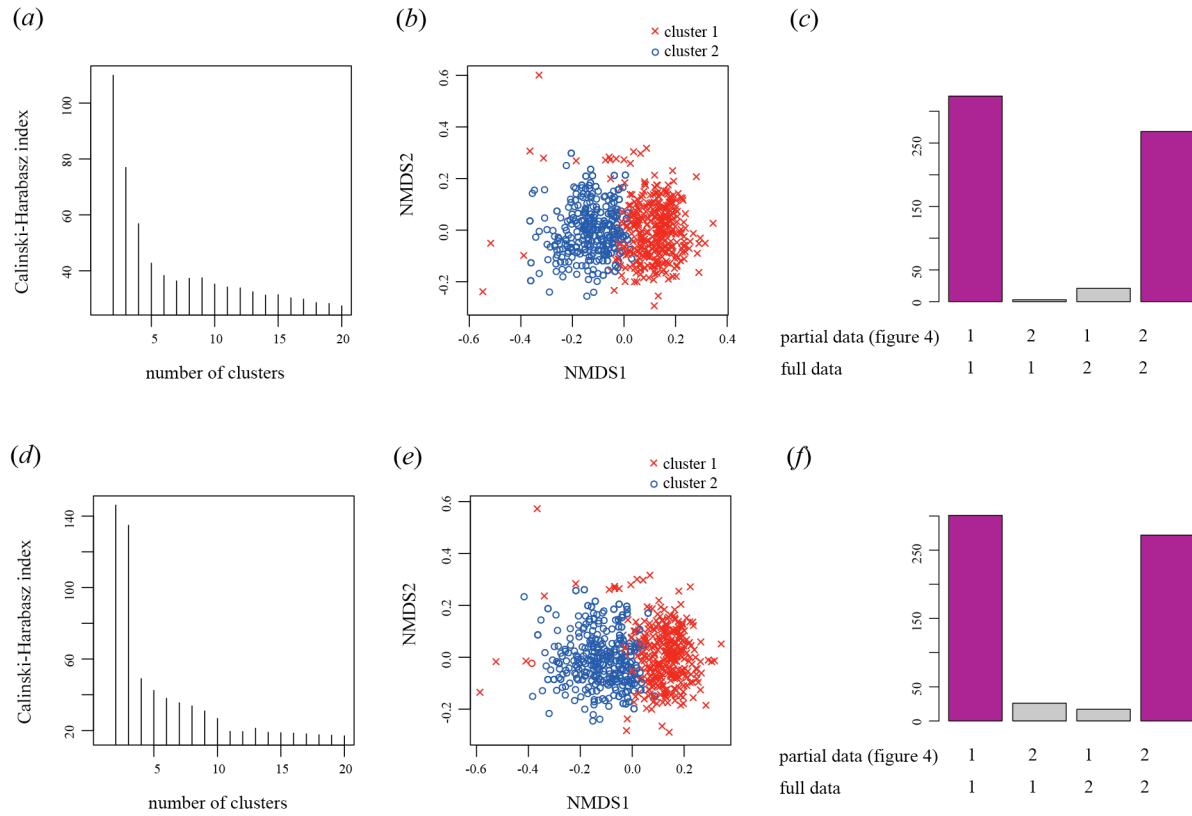 (a)
Calinski-Harabasz index
100
80
60
40
5 10 15 20
number of clusters
(b)
× cluster 1
○ cluster 2
NMDS2
0.6
0.4
0.2
0.0
-0.2
-0.6 -0.4 -0.2 0.0 0.2 0.4
NMDS1
(c)
250
150
50
0
partial data (figure 4) 1 2 1 2
full data 1 1 2 2
(d)
Calinski-Harabasz index
140
100
60
20
5 10 15 20
number of clusters
(e)
× cluster 1
○ cluster 2
NMDS2
0.6
0.4
0.2
0.0
-0.2
-0.6 -0.4 -0.2 0.0 0.2
NMDS1
(f)
250
150
50
0
partial data (figure 4) 1 2 1 2
full data 1 1 2 2